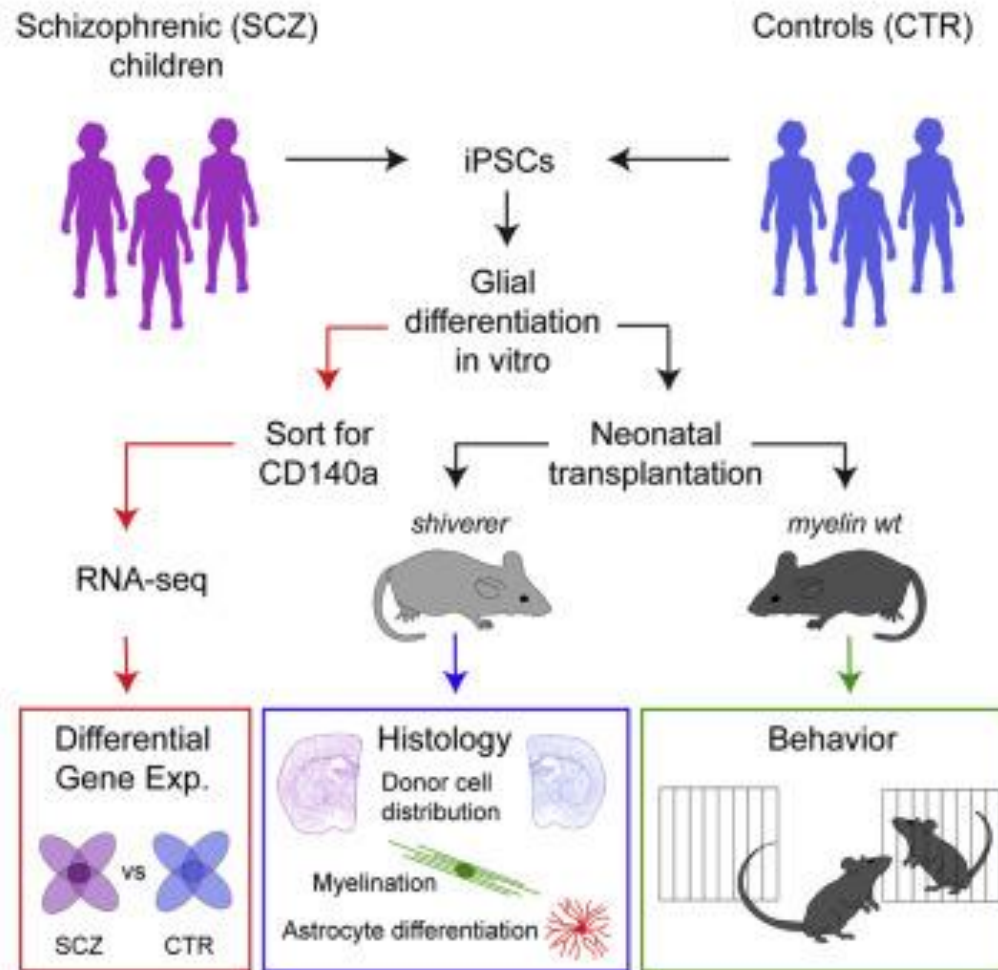 Schizophrenic (SCZ)
children
Controls (CTR)
iPSCs
Glial
differentiation
in vitro
Sort for
CD140a
Neonatal
transplantation
shiverer
myelin wt
RNA-seq
Differential
Gene Exp.
vs
SCZ
CTR
Histology
Donor cell
distribution
Myelination
Astrocyte differentiation
Behavior